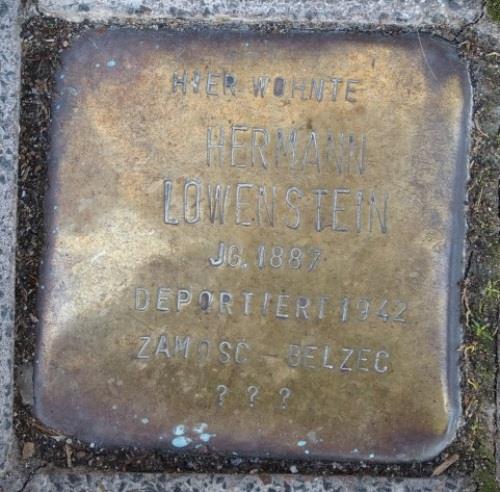 HIER WOHNTE
HERMANN
LÖWENSTEIN
JG. 1887
DEPORTIERT 1942
ZAMOSC - BELZEC
? ? ?